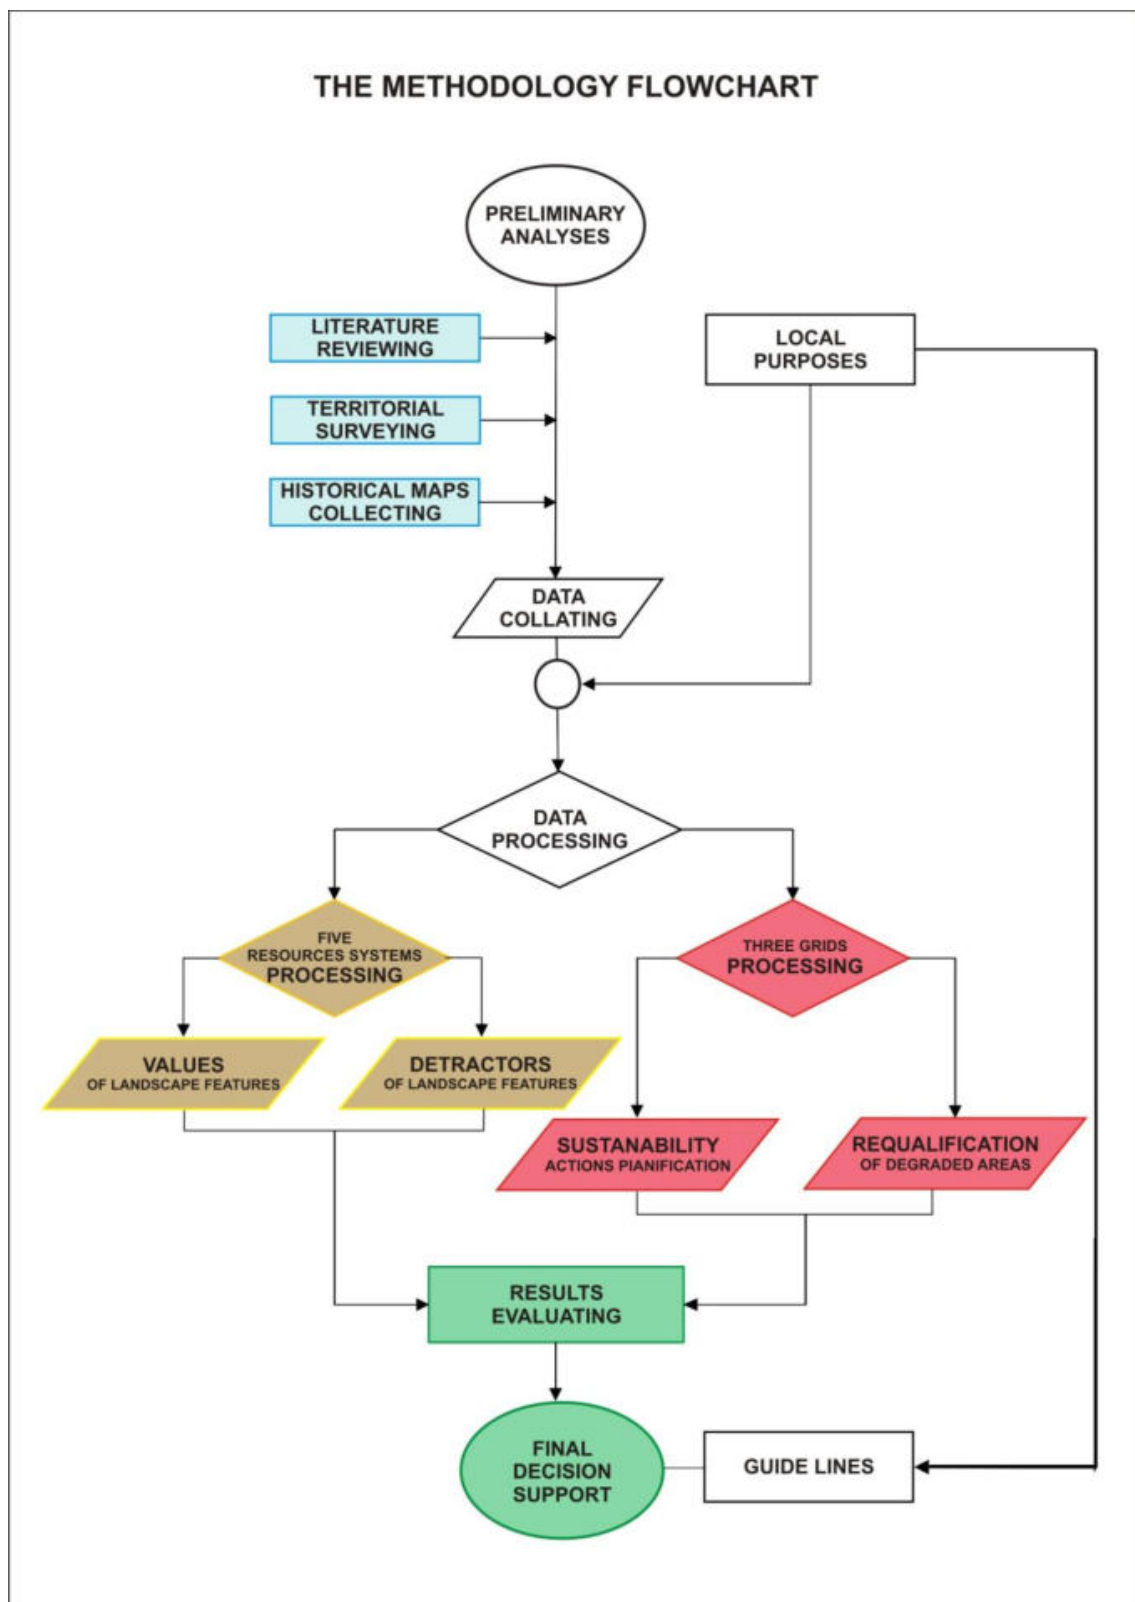 THE METHODOLOGY FLOWCHART
PRELIMINARY
ANALYSES
LITERATURE
REVIEWING
LOCAL
PURPOSES
TERRITORIAL
SURVEYING
HISTORICAL MAPS
COLLECTING
DATA
COLLATING
DATA
PROCESSING
FIVE
RESOURCES SYSTEMS
PROCESSING
THREE GRIDS
PROCESSING
VALUES
OF LANDSCAPE FEATURES
DETRACTORS
OF LANDSCAPE FEATURES
SUSTANABILITY
ACTIONS PIANIFICATION
REQUALIFICATION
OF DEGRADED AREAS
RESULTS
EVALUATING
FINAL
DECISION
SUPPORT
GUIDE LINES